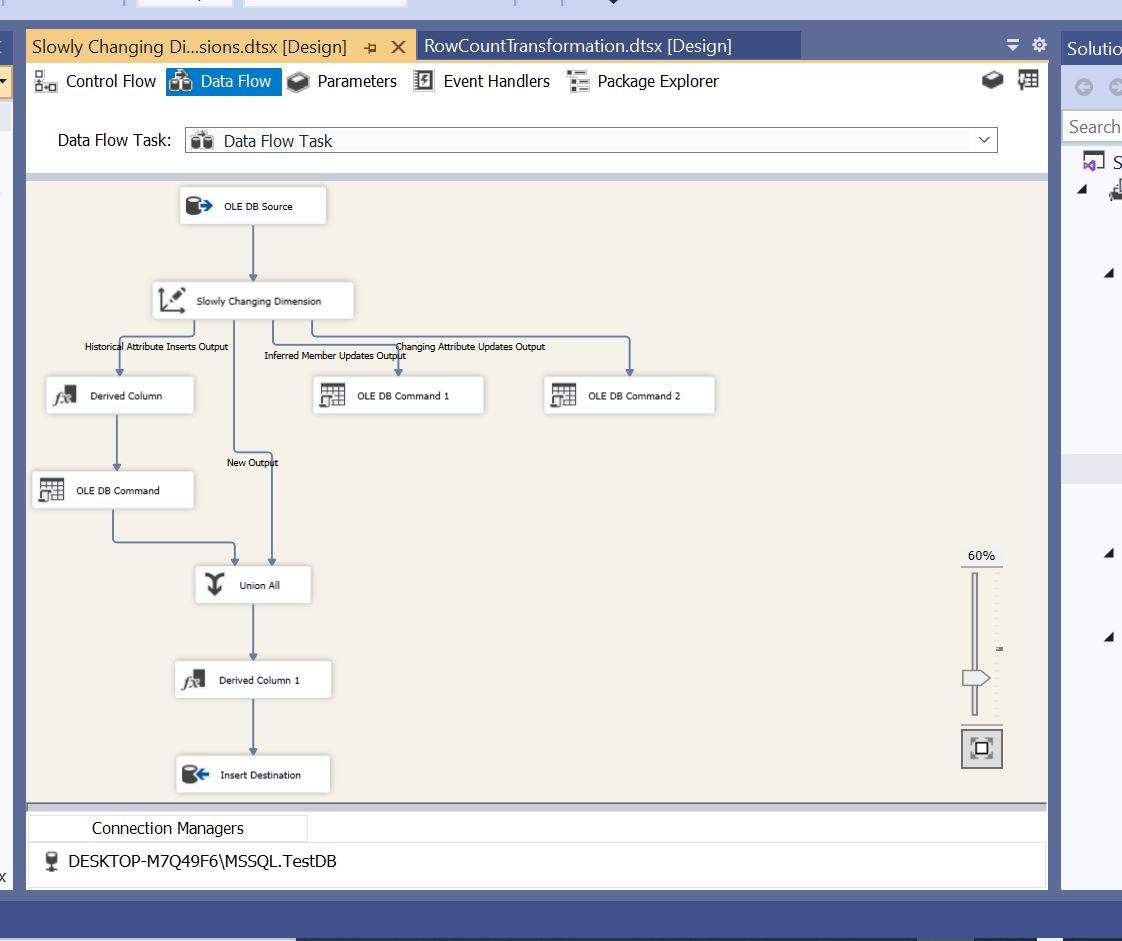 Slowly Changing Di...sions.dtsx [Design]
RowCountTransformation.dtsx [Design]
Solutio
Control Flow
Data Flow
Parameters
Event Handlers
Package Explorer
Search
Data Flow Task:
Data Flow Task
S
OLE DB Source
Slowly Changing Dimension
Historical Attribute Inserts Output
Inferred Member Updates Output
Changing Attribute Updates Output
Derived Column
OLE DB Command 1
OLE DB Command 2
New Output
OLE DB Command
60%
Union All
Derived Column 1
Insert Destination
Connection Managers
DESKTOP-M7Q49F6\MSSQL.TestDB
x